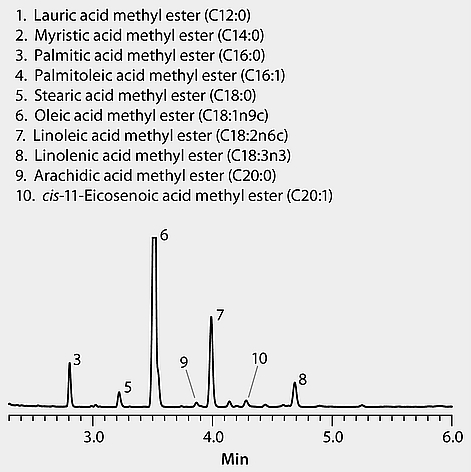 1. Lauric acid methyl ester (C12:0)
2. Myristic acid methyl ester (C14:0)
3. Palmitic acid methyl ester (C16:0)
4. Palmitoleic acid methyl ester (C16:1)
5. Stearic acid methyl ester (C18:0)
6. Oleic acid methyl ester (C18:1n9c)
7. Linoleic acid methyl ester (C18:2n6c)
8. Linolenic acid methyl ester (C18:3n3)
9. Arachidic acid methyl ester (C20:0)
10. cis-11-Eicosenoic acid methyl ester (C20:1)
6
7
3
9
10
5
8
3.0 4.0 5.0 6.0
Min